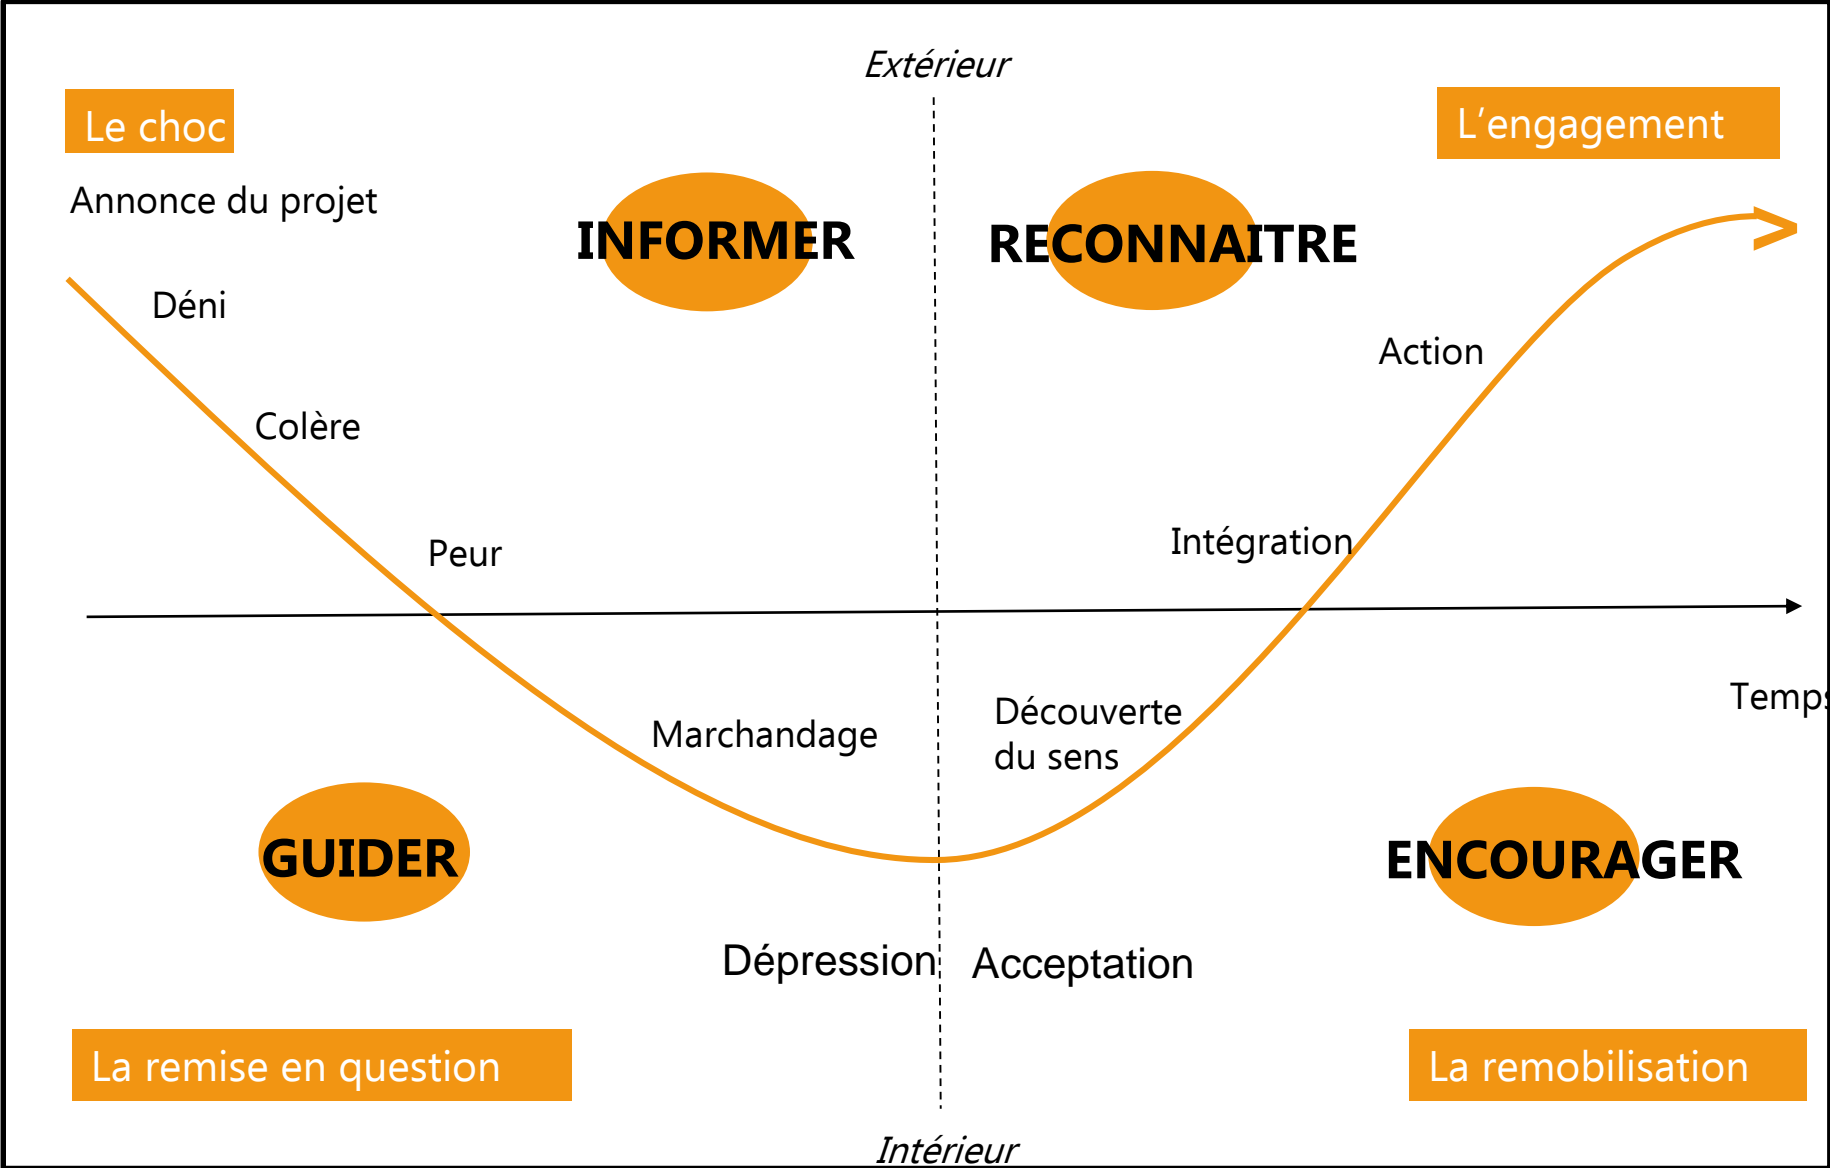 Extérieur
Le choc
L’engagement
Annonce du projet
INFORMER
RECONNAITRE
Déni
Action
Colère
Intégration
Peur
Temps
Découverte
du sens
Marchandage
GUIDER
ENCOURAGER
Dépression
Acceptation
La remise en question
La remobilisation
Intérieur